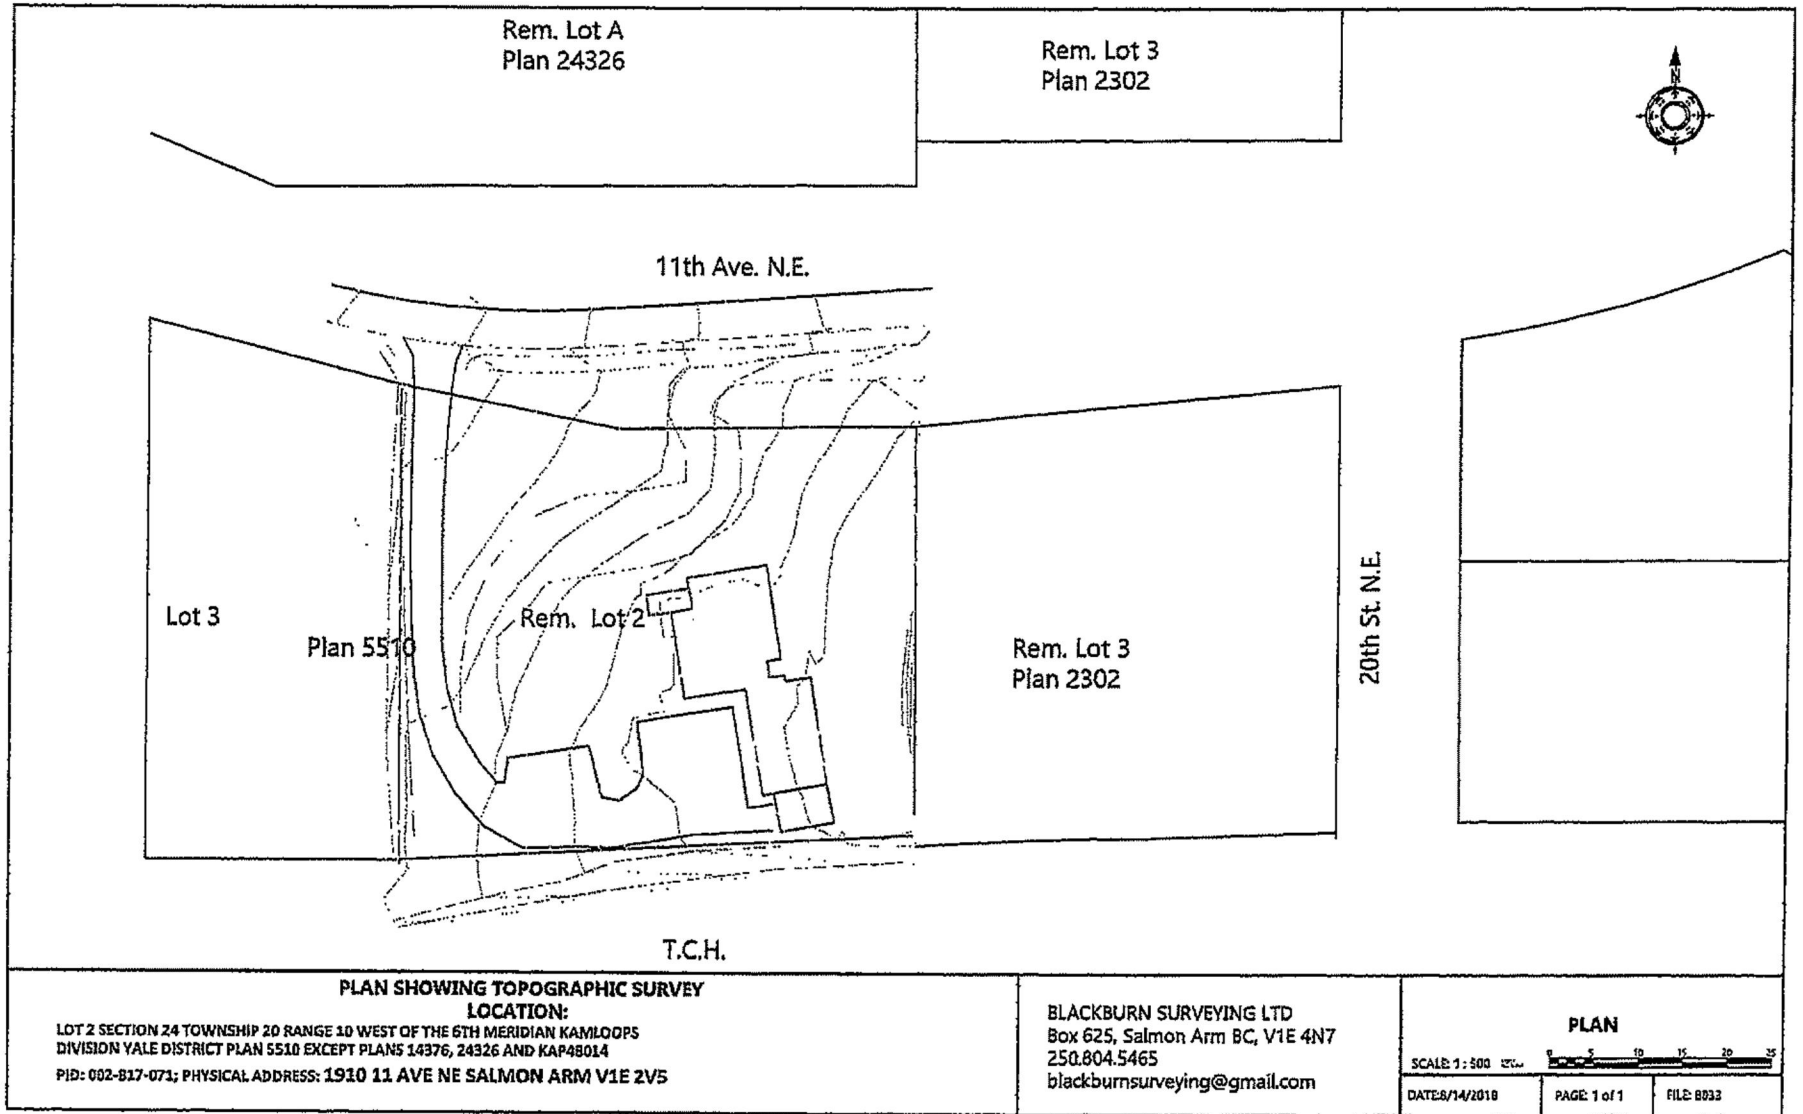 Rem. Lot A
Plan 24326
Rem. Lot 3
Plan 2302
N
11th Ave. N.E.
Lot 3
Plan 5510
Rem. Lot 2
Rem. Lot 3
Plan 2302
20th St. N.E.
T.C.H.
PLAN SHOWING TOPOGRAPHIC SURVEY
LOCATION:
LOT 2 SECTION 24 TOWNSHIP 20 RANGE 10 WEST OF THE 6TH MERIDIAN KAMLOOPS
DIVISION YALE DISTRICT PLAN 5510 EXCEPT PLANS 14376, 24326 AND KAP48014
PID: 002-817-071; PHYSICAL ADDRESS: 1910 11 AVE NE SALMON ARM V1E 2V5
BLACKBURN SURVEYING LTD
Box 625, Salmon Arm BC, V1E 4N7
250.804.5465
blackburnsurveying@gmail.com
PLAN
SCALE 1 : 500
0 5 10 15 20 25
DATE:8/14/2018
PAGE: 1 of 1
FILE: B033